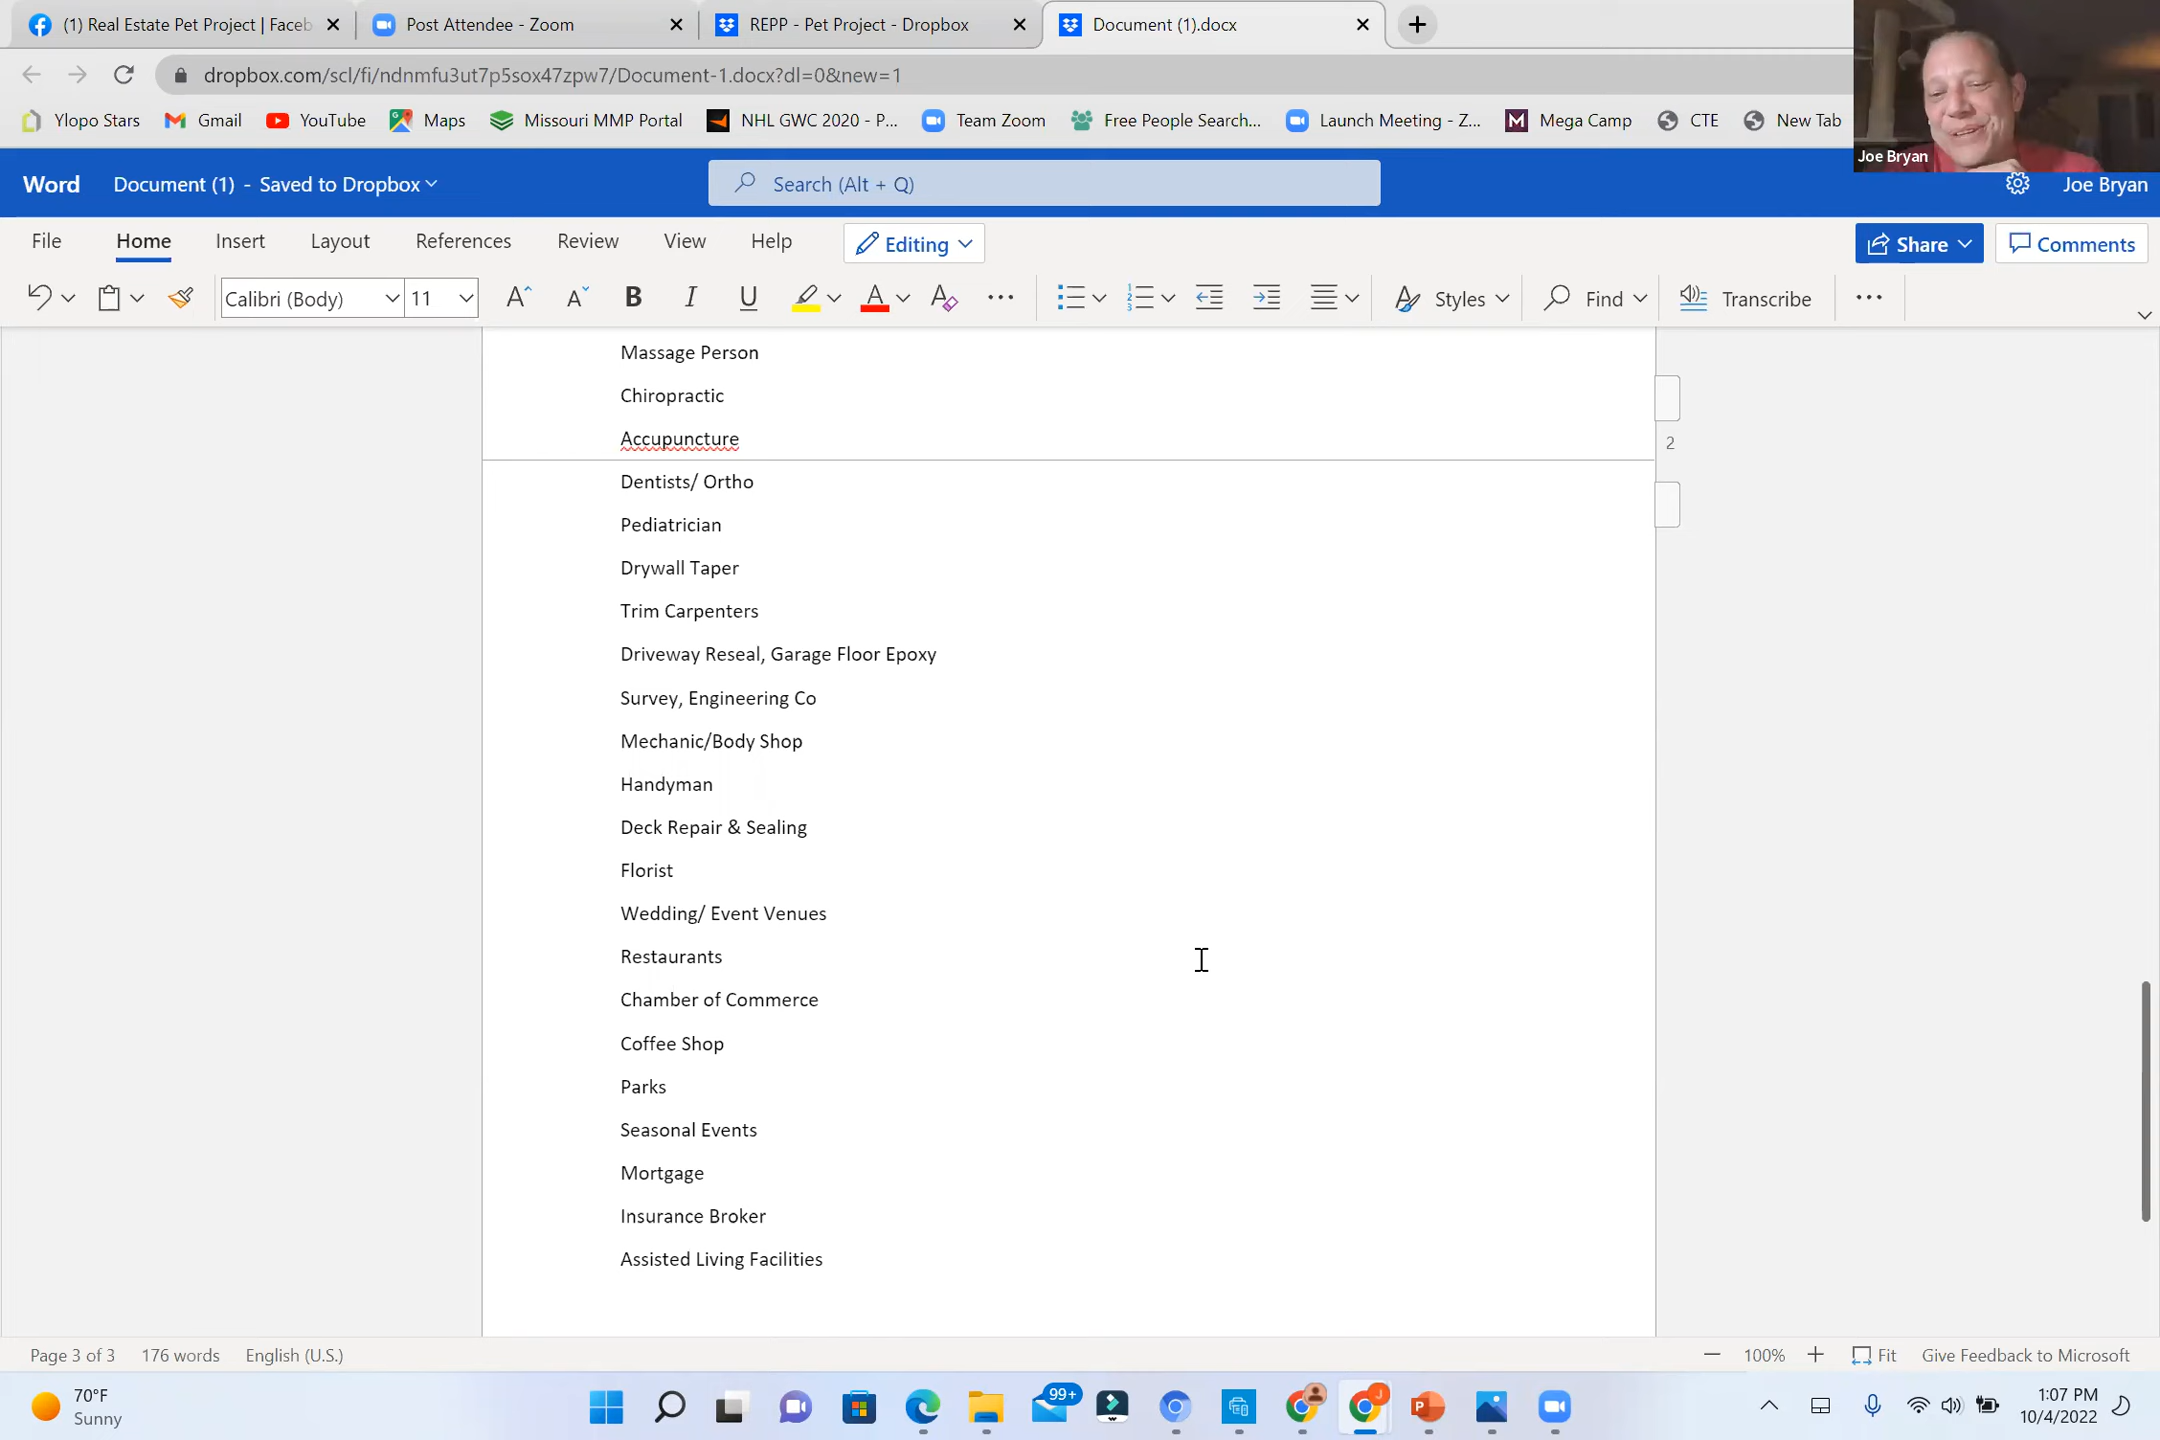 (1) Real Estate Pet Project | Faceb
Post Attendee - Zoom
REPP - Pet Project - Dropbox
Document (1).docx
dropbox.com/scl/fi/ndnmfu3ut7p5sox47zpw7/Document-1.docx?dl=0&new=1
Ylopo Stars
Gmail
YouTube
Maps
Missouri MMP Portal
NHL GWC 2020 - P...
Team Zoom
Free People Search...
Launch Meeting - Z...
Mega Camp
CTE
New Tab
Joe Bryan
Word
Document (1) - Saved to Dropbox
Search (Alt + Q)
Joe Bryan
File
Home
Insert
Layout
References
Review
View
Help
Editing
Share
Comments
Calibri (Body)
11
A
A
B
I
U
A
A
Styles
Find
Transcribe
Massage Person
Chiropractic
Accupuncture
2
Dentists/ Ortho
Pediatrician
Drywall Taper
Trim Carpenters
Driveway Reseal, Garage Floor Epoxy
Survey, Engineering Co
Mechanic/Body Shop
Handyman
Deck Repair & Sealing
Florist
Wedding/ Event Venues
Restaurants
Chamber of Commerce
Coffee Shop
Parks
Seasonal Events
Mortgage
Insurance Broker
Assisted Living Facilities
Page 3 of 3
176 words
English (U.S.)
100%
Fit
Give Feedback to Microsoft
70°F
Sunny
99+
J
1:07 PM
10/4/2022